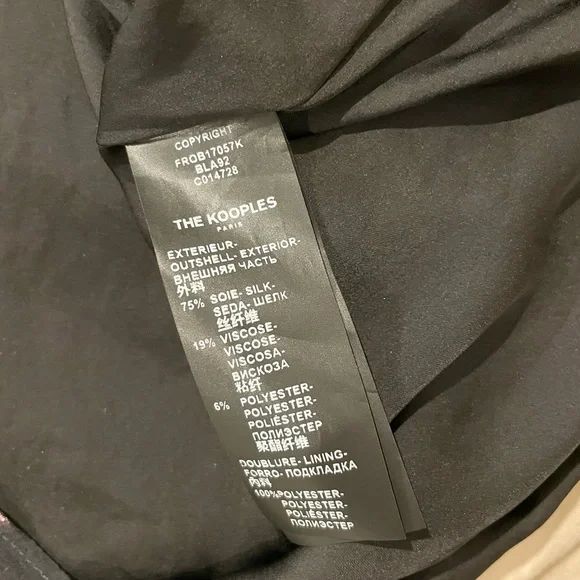 COPYRIGHT
FRQB17057K
BLA92
C014728
THE KOOPLES
PARIS
EXTERIEUR-
OUTSHELL- EXTERIOR-
ВНЕШНЯЯ ЧАСТЬ
外料
75% SOIE- SILK-
SEDA- ШЕЛК
丝纤维
19% VISCOSE-
VISCOSE-
VISCOSA-
ВИСКОЗА
粘纤
6% POLYESTER-
POLYESTER-
POLIÉSTER-
ПОЛИЭСТЕР
聚酯纤维
DOUBLURE- LINING-
FORRO- ПОДКЛАДКА
内料
100%POLYESTER-
POLYESTER-
POLIÉSTER-
ПОЛИЭСТЕР